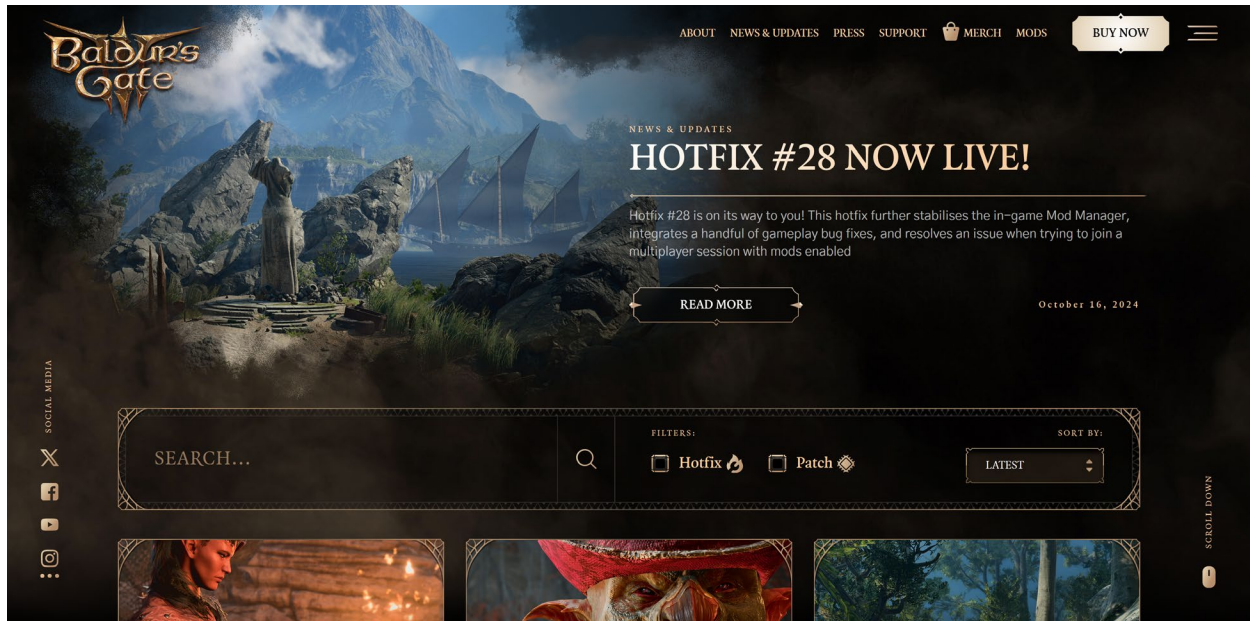 Baldur's
Gate
ABOUT
NEWS & UPDATES
PRESS
SUPPORT
MERCH
MODS
BUY NOW
NEWS & UPDATES
HOTFIX #28 NOW LIVE!
Hotfix #28 is on its way to you! This hotfix further stabilises the in-game Mod Manager,
integrates a handful of gameplay bug fixes, and resolves an issue when trying to join a
multiplayer session with mods enabled
READ MORE
October 16, 2024
SOCIAL MEDIA
SEARCH...
FILTERS:
Hotfix
Patch
SORT BY:
LATEST
SCROLL DOWN